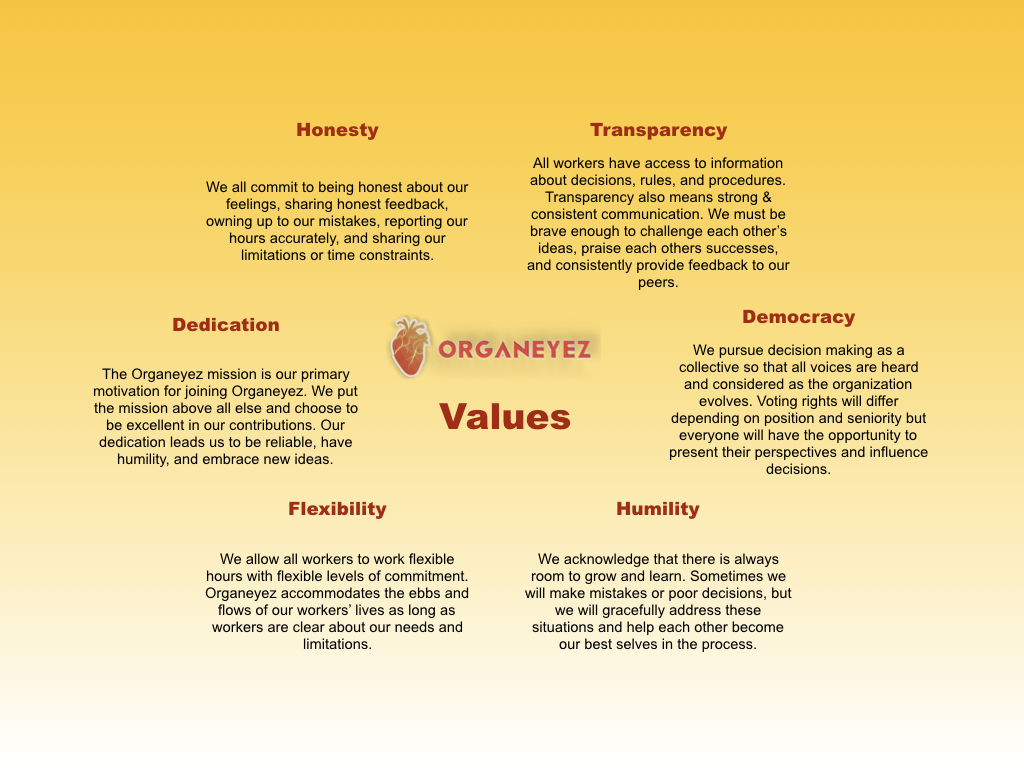 Honesty
We all commit to being honest about our
feelings, sharing honest feedback,
owning up to our mistakes, reporting our
hours accurately, and sharing our
limitations or time constraints.
Transparency
All workers have access to information
about decisions, rules, and procedures.
Transparency also means strong &
consistent communication. We must be
brave enough to challenge each other’s
ideas, praise each others successes,
and consistently provide feedback to our
peers.
Dedication
The Organeyez mission is our primary
motivation for joining Organeyez. We put
the mission above all else and choose to
be excellent in our contributions. Our
dedication leads us to be reliable, have
humility, and embrace new ideas.
ORGANEYEZ
Values
Democracy
We pursue decision making as a
collective so that all voices are heard
and considered as the organization
evolves. Voting rights will differ
depending on position and seniority but
everyone will have the opportunity to
present their perspectives and influence
decisions.
Flexibility
We allow all workers to work flexible
hours with flexible levels of commitment.
Organeyez accommodates the ebbs and
flows of our workers’ lives as long as
workers are clear about our needs and
limitations.
Humility
We acknowledge that there is always
room to grow and learn. Sometimes we
will make mistakes or poor decisions, but
we will gracefully address these
situations and help each other become
our best selves in the process.